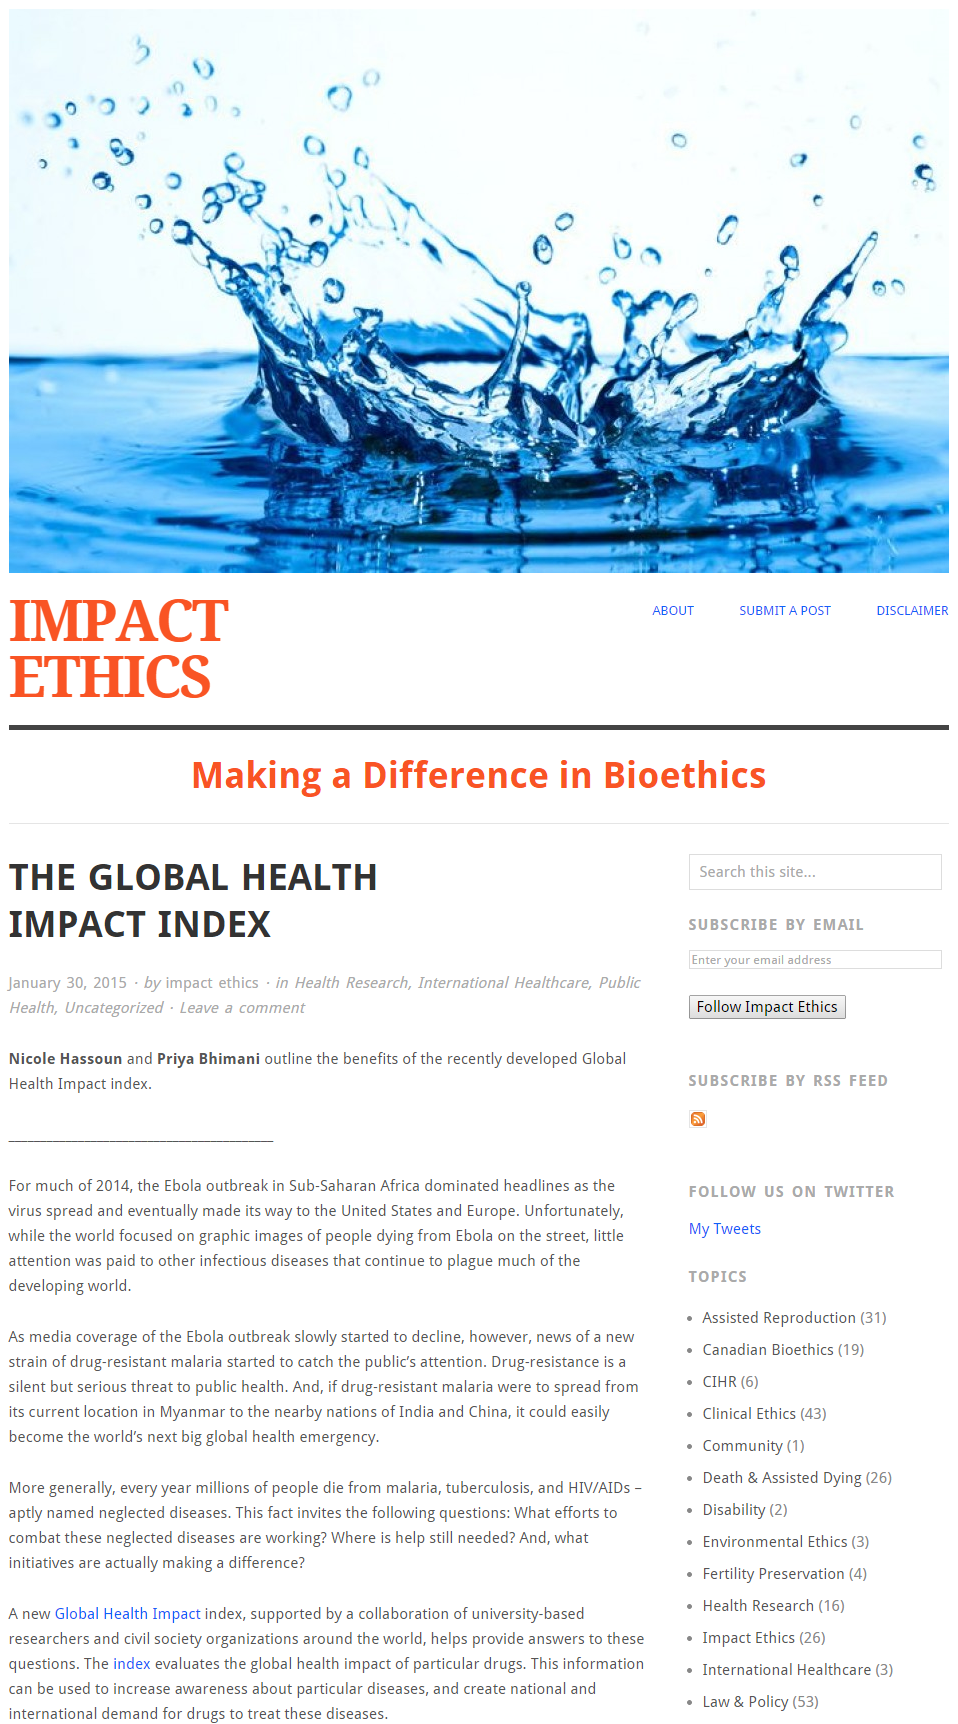 IMPACT
ETHICS
ABOUT
SUBMIT A POST
DISCLAIMER
Making a Difference in Bioethics
THE GLOBAL HEALTH
IMPACT INDEX
January 30, 2015 · by impact ethics · in Health Research, International Healthcare, Public
Health, Uncategorized · Leave a comment
Nicole Hassoun and Priya Bhimani outline the benefits of the recently developed Global
Health Impact index.
__________________________________________
For much of 2014, the Ebola outbreak in Sub-Saharan Africa dominated headlines as the
virus spread and eventually made its way to the United States and Europe. Unfortunately,
while the world focused on graphic images of people dying from Ebola on the street, little
attention was paid to other infectious diseases that continue to plague much of the
developing world.
As media coverage of the Ebola outbreak slowly started to decline, however, news of a new
strain of drug-resistant malaria started to catch the public’s attention. Drug-resistance is a
silent but serious threat to public health. And, if drug-resistant malaria were to spread from
its current location in Myanmar to the nearby nations of India and China, it could easily
become the world’s next big global health emergency.
More generally, every year millions of people die from malaria, tuberculosis, and HIV/AIDs –
aptly named neglected diseases. This fact invites the following questions: What efforts to
combat these neglected diseases are working? Where is help still needed? And, what
initiatives are actually making a difference?
A new Global Health Impact index, supported by a collaboration of university-based
researchers and civil society organizations around the world, helps provide answers to these
questions. The index evaluates the global health impact of particular drugs. This information
can be used to increase awareness about particular diseases, and create national and
international demand for drugs to treat these diseases.
Search this site...
SUBSCRIBE BY EMAIL
Enter your email address
Follow Impact Ethics
SUBSCRIBE BY RSS FEED
FOLLOW US ON TWITTER
My Tweets
TOPICS
Assisted Reproduction (31)
Canadian Bioethics (19)
CIHR (6)
Clinical Ethics (43)
Community (1)
Death & Assisted Dying (26)
Disability (2)
Environmental Ethics (3)
Fertility Preservation (4)
Health Research (16)
Impact Ethics (26)
International Healthcare (3)
Law & Policy (53)